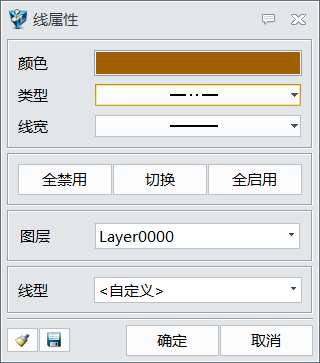 线属性
颜色
类型
线宽
全禁用 切换 全启用
图层 Layer0000
线型 <自定义>
确定 取消